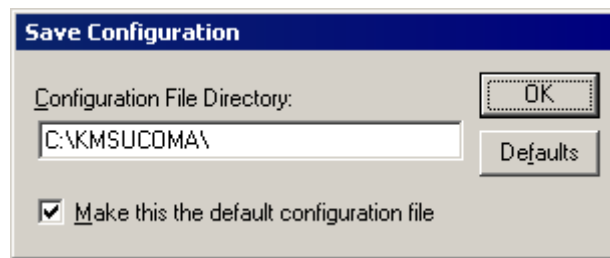 Save Configuration
Configuration File Directory:
OK
C:\KMSUCOMA\
Defaults
Make this the default configuration file